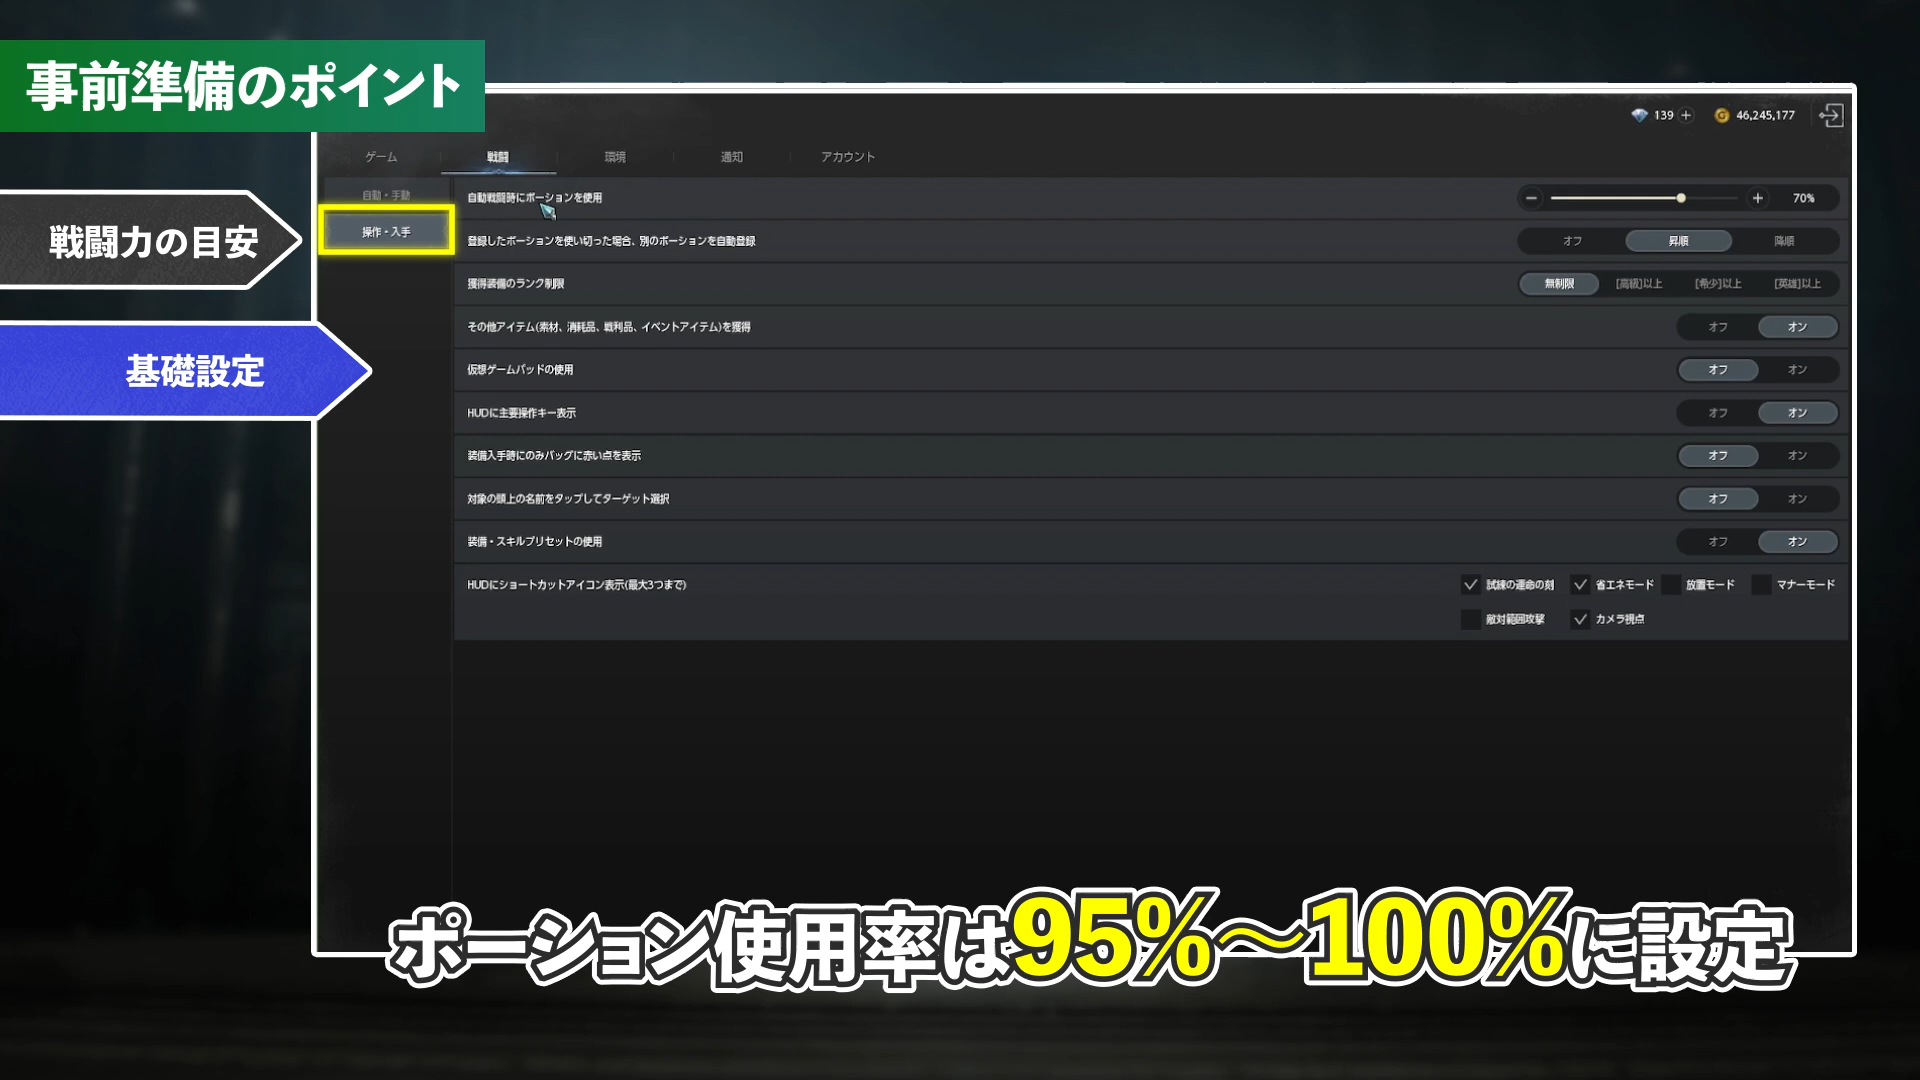 事前準備のポイント
戦闘力の目安
基礎設定
139
46,245,177
ゲーム
戦闘
環境
通知
アカウント
自動・手動
操作・入手
自動戦闘時にポーションを使用
70%
登録したポーションを使い切った場合、別のポーションを自動登録
オフ 昇順 降順
獲得装備のランク制限
無制限 [高級]以上 [希少]以上 [英雄]以上
その他アイテム(素材、消耗品、戦利品、イベントアイテム)を獲得
オフ オン
仮想ゲームパッドの使用
オフ オン
HUDに主要操作キー表示
オフ オン
装備入手時にのみバッグに赤い点を表示
オフ オン
対象の頭上の名前をタップしてターゲット選択
オフ オン
装備・スキルプリセットの使用
オフ オン
HUDにショートカットアイコン表示(最大3つまで)
試練の運命の刻 省エネモード 放置モード マナーモード
敵対範囲攻撃 カメラ視点
ポーション使用率は95%～100%に設定